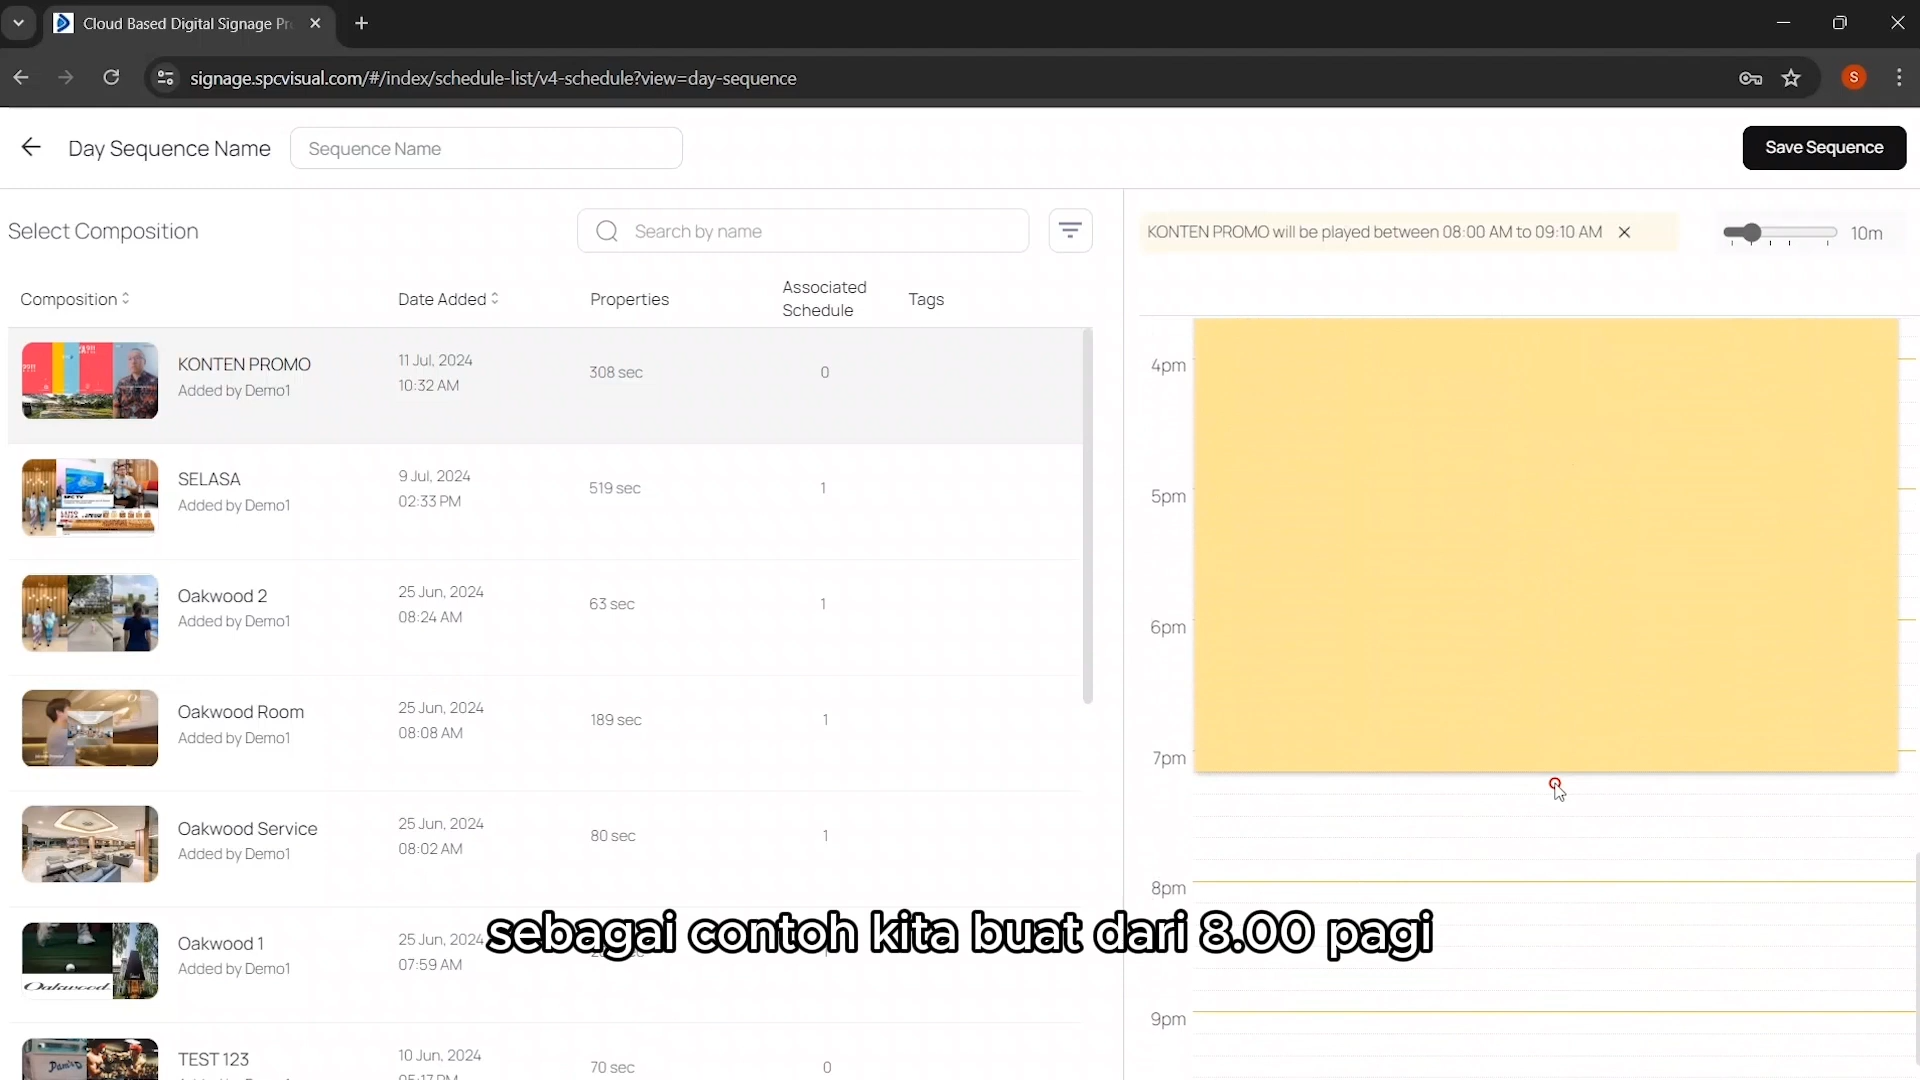 Cloud Based Digital Signage Pr
signage.spcvisual.com/#/index/schedule-list/v4-schedule?view=day-sequence
S
Day Sequence Name
Sequence Name
Save Sequence
Select Composition
Search by name
KONTEN PROMO will be played between 08:00 AM to 09:10 AM
10m
Composition
Date Added
Properties
Associated Schedule
Tags
KONTEN PROMO
Added by Demo1
11 Jul, 2024
10:32 AM
308 sec
0
SELASA
Added by Demo1
9 Jul, 2024
02:33 PM
519 sec
1
Oakwood 2
Added by Demo1
25 Jun, 2024
08:24 AM
63 sec
1
Oakwood Room
Added by Demo1
25 Jun, 2024
08:08 AM
189 sec
1
Oakwood Service
Added by Demo1
25 Jun, 2024
08:02 AM
80 sec
1
Oakwood 1
Added by Demo1
25 Jun, 2024
07:59 AM
Oakwood
TEST 123
10 Jun, 2024
05:17 PM
70 sec
0
4pm
5pm
6pm
7pm
8pm
9pm
sebagai contoh kita buat dari 8.00 pagi